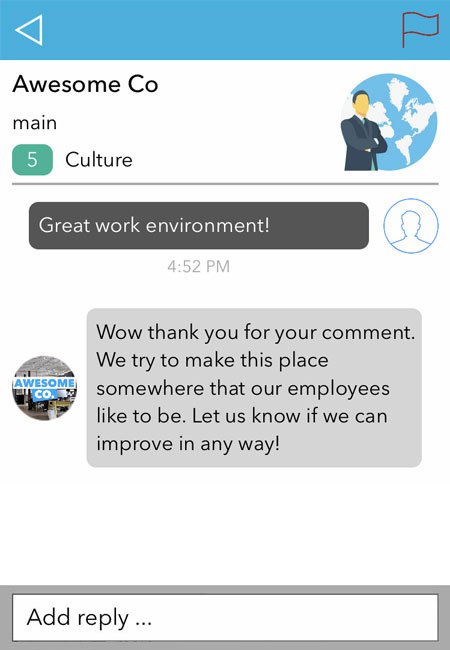 Awesome Co
main
5 Culture
Great work environment!
4:52 PM
Wow thank you for your comment.
We try to make this place
somewhere that our employees
like to be. Let us know if we can
improve in any way!
AWESOME
CO.
Add reply ...